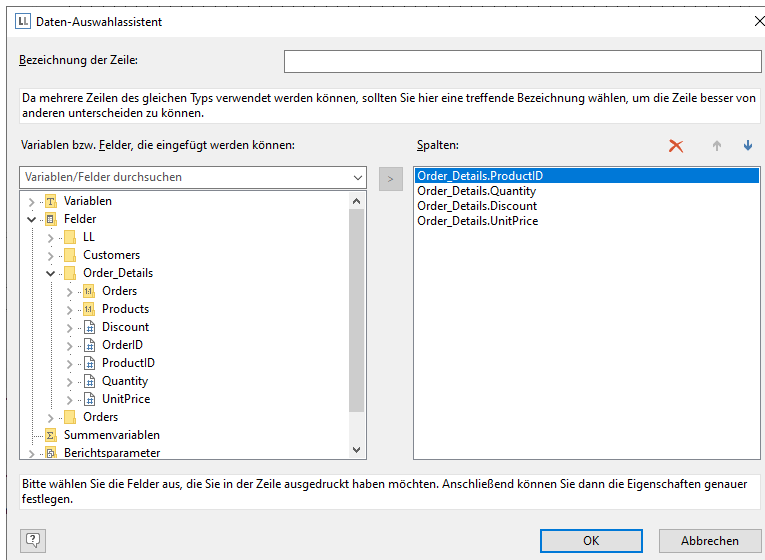 LL Daten-Auswahlassistent
Bezeichnung der Zeile:
Da mehrere Zeilen des gleichen Typs verwendet werden können, sollten Sie hier eine treffende Bezeichnung wählen, um die Zeile besser von
anderen unterscheiden zu können.
Variablen bzw. Felder, die eingefügt werden können:
Variablen/Felder durchsuchen
Variablen
Felder
LL
Customers
Order_Details
Orders
Products
Discount
OrderID
ProductID
Quantity
UnitPrice
Orders
Summenvariablen
Berichtsparameter
>
Spalten:
Order_Details.ProductID
Order_Details.Quantity
Order_Details.Discount
Order_Details.UnitPrice
Bitte wählen Sie die Felder aus, die Sie in der Zeile ausgedruckt haben möchten. Anschließend können Sie dann die Eigenschaften genauer
festlegen.
OK
Abbrechen